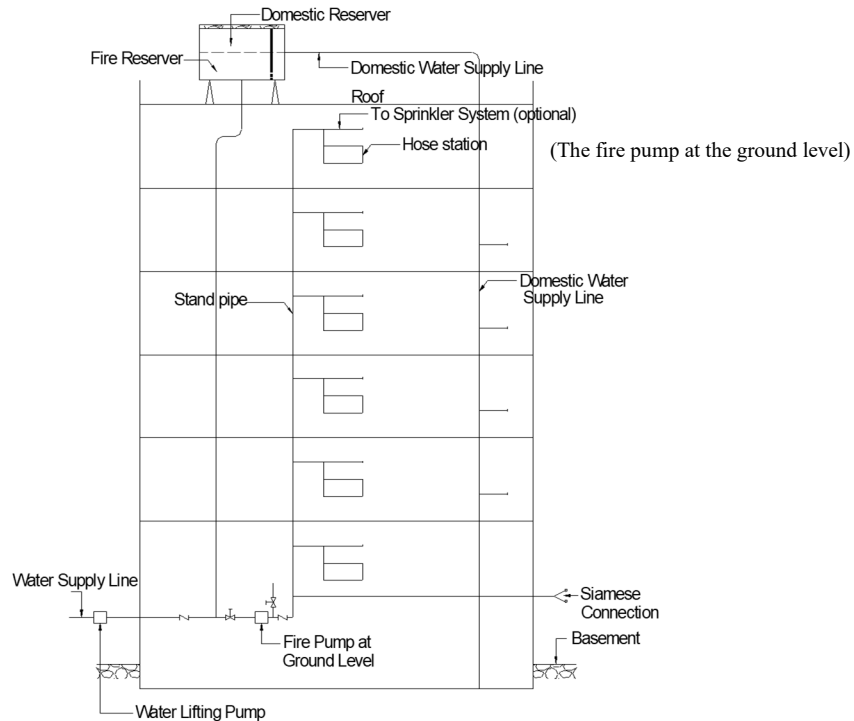 Domestic Reserver
Fire Reserver
Domestic Water Supply Line
Roof
To Sprinkler System (optional)
Hose station
(The fire pump at the ground level)
Domestic Water
Supply Line
Stand pipe
Water Supply Line
Siamese
Connection
Fire Pump at
Ground Level
Basement
Water Lifting Pump